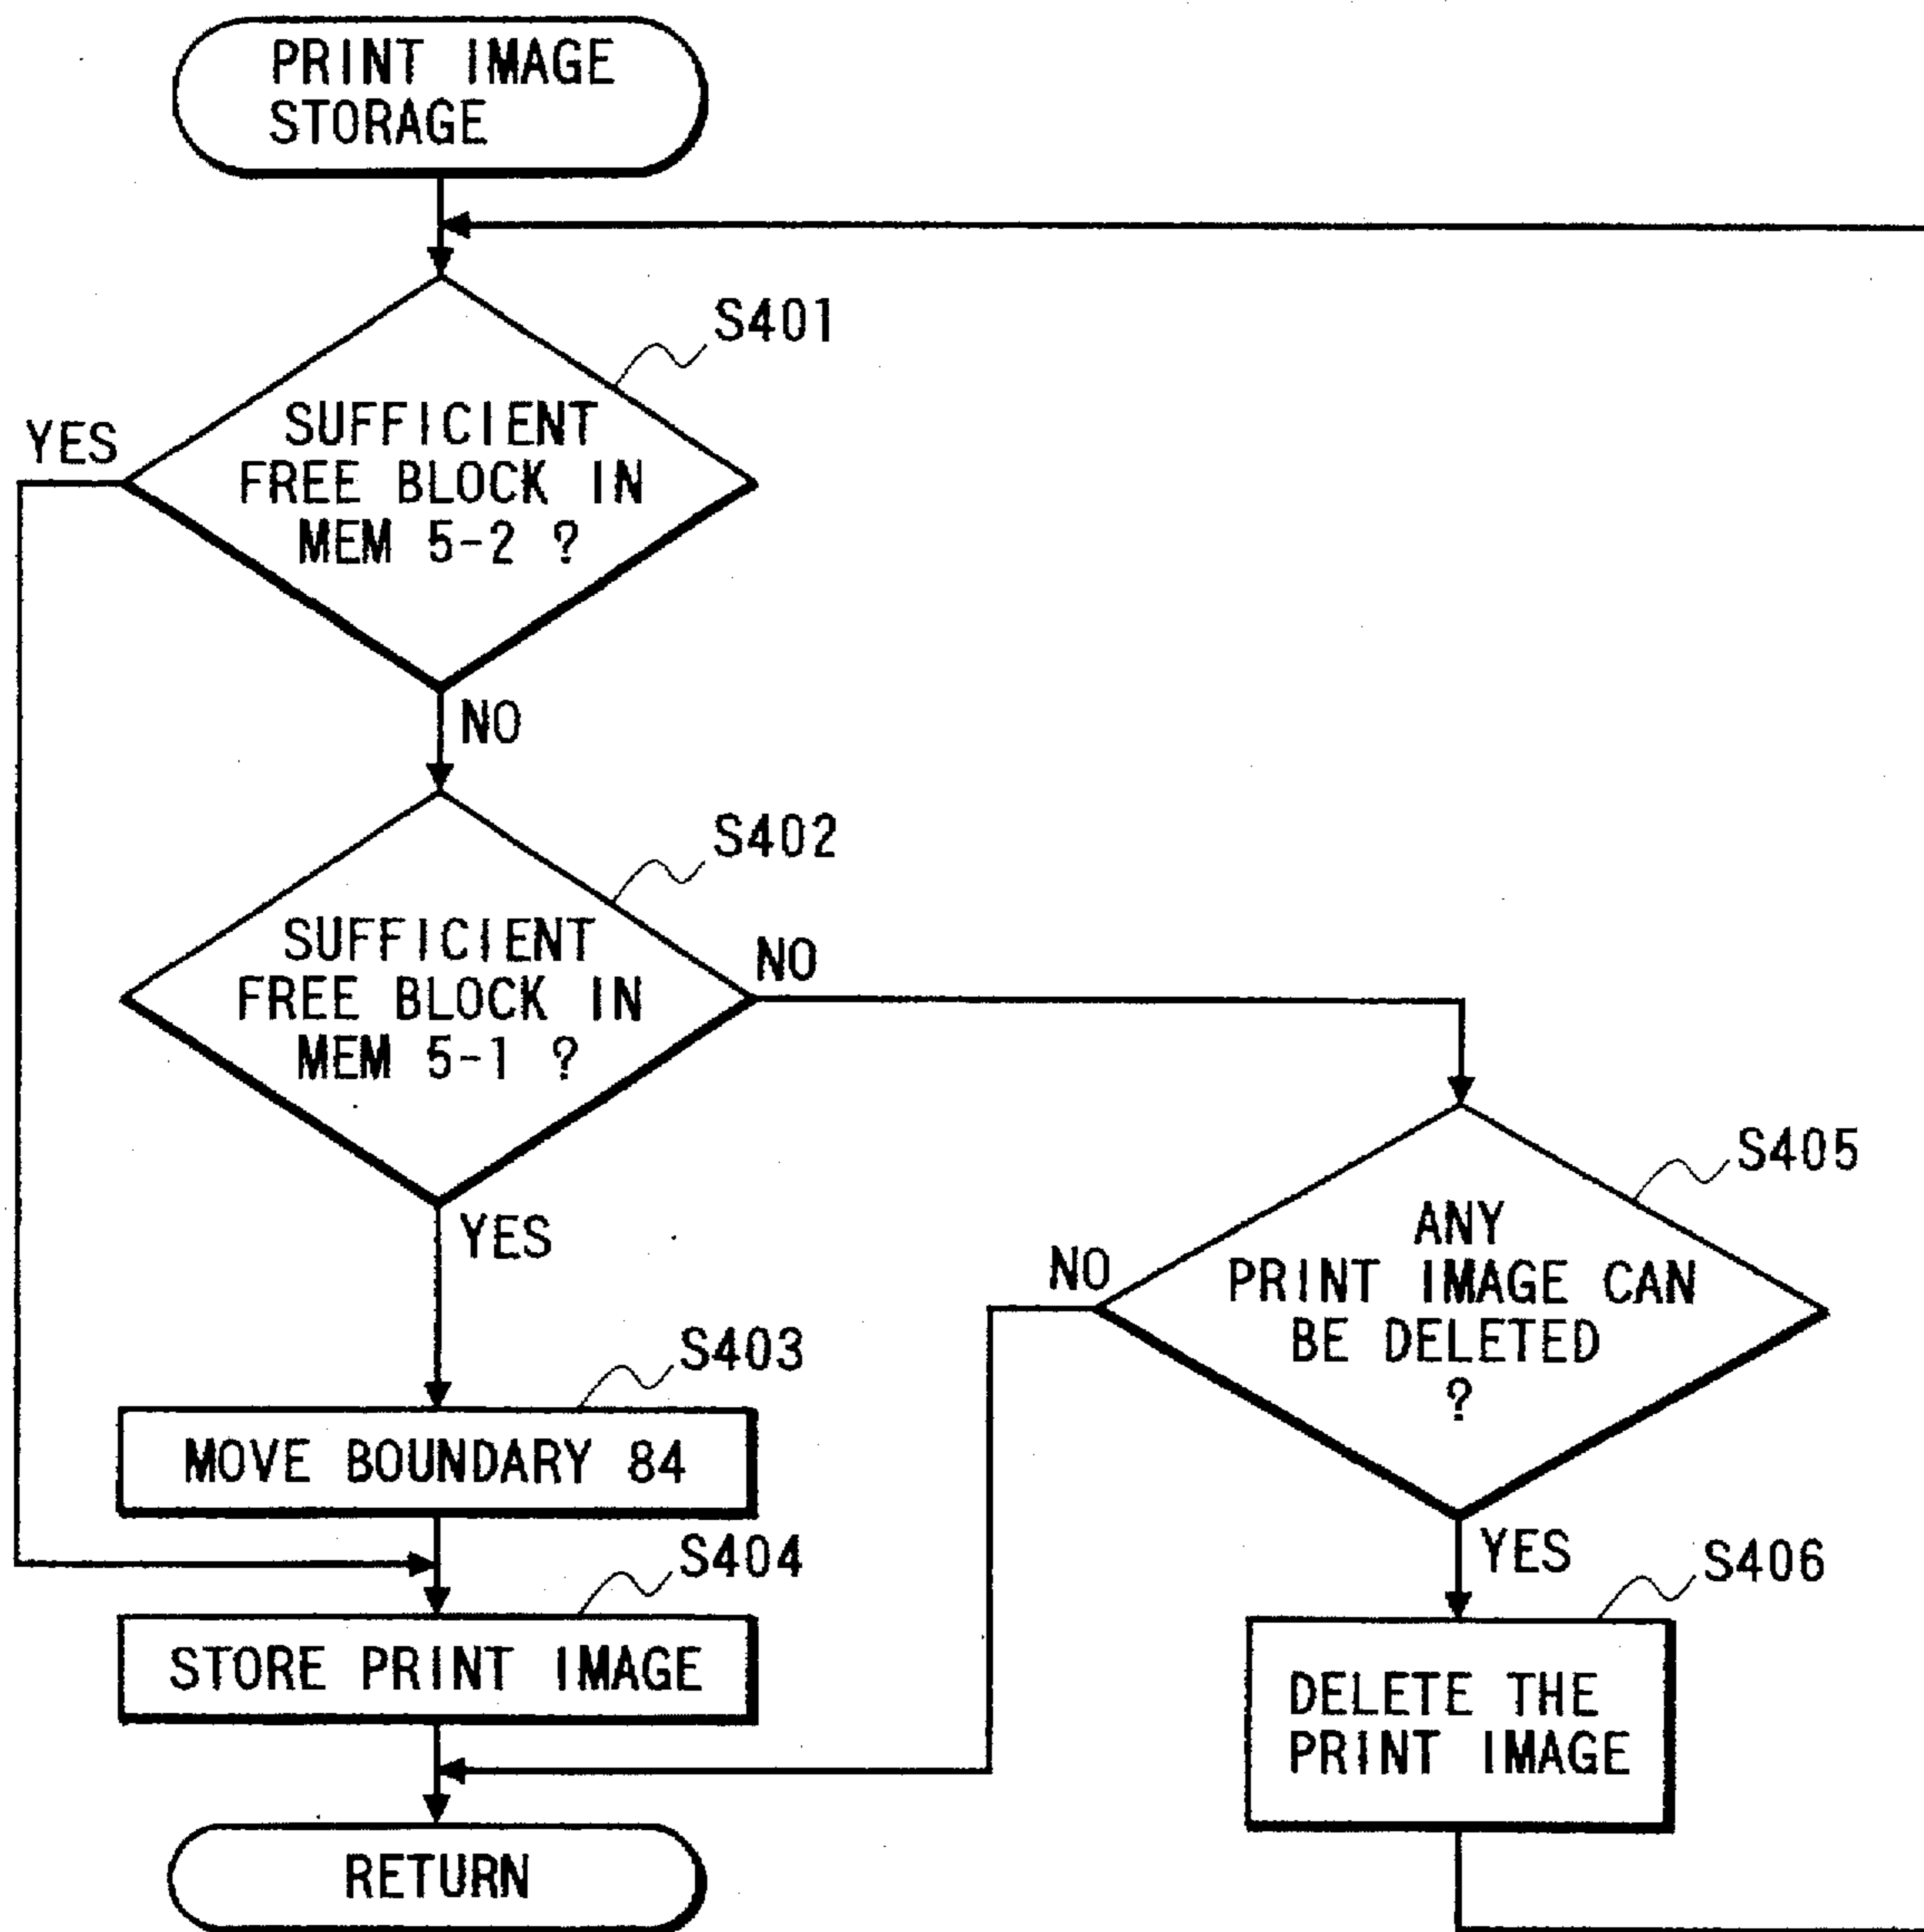 PRINT IMAGE
STORAGE
S401
YES
SUFFICIENT
FREE BLOCK IN
MEM 5-2 ?
NO
S402
SUFFICIENT
FREE BLOCK IN
MEM 5-1 ?
NO
YES
S405
ANY
PRINT IMAGE CAN
BE DELETED
?
NO
YES
S403
MOVE BOUNDARY 84
S404
STORE PRINT IMAGE
S406
DELETE THE
PRINT IMAGE
RETURN